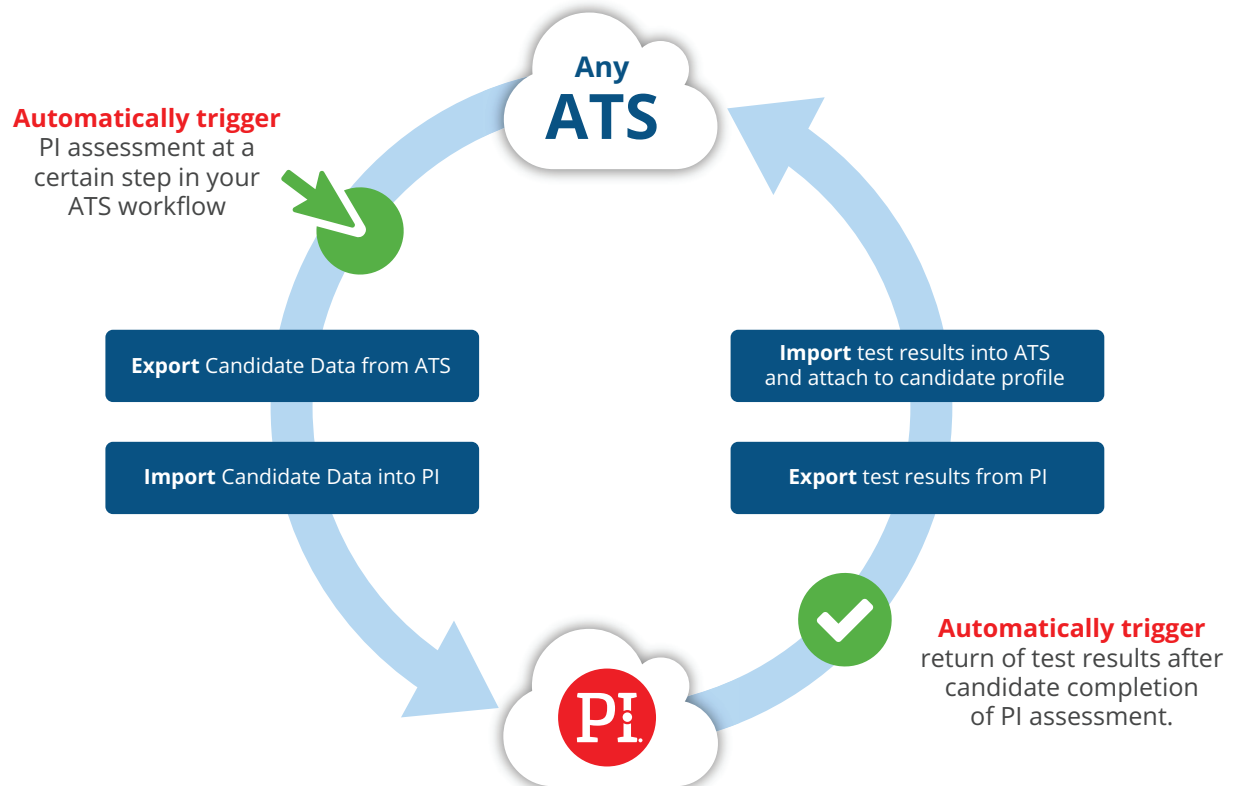 Any
ATS
Automatically trigger
PI assessment at a
certain step in your
ATS workflow
Export Candidate Data from ATS
Import Candidate Data into PI
Import test results into ATS
and attach to candidate profile
Export test results from PI
Automatically trigger
return of test results after
candidate completion
of PI assessment.
PI.